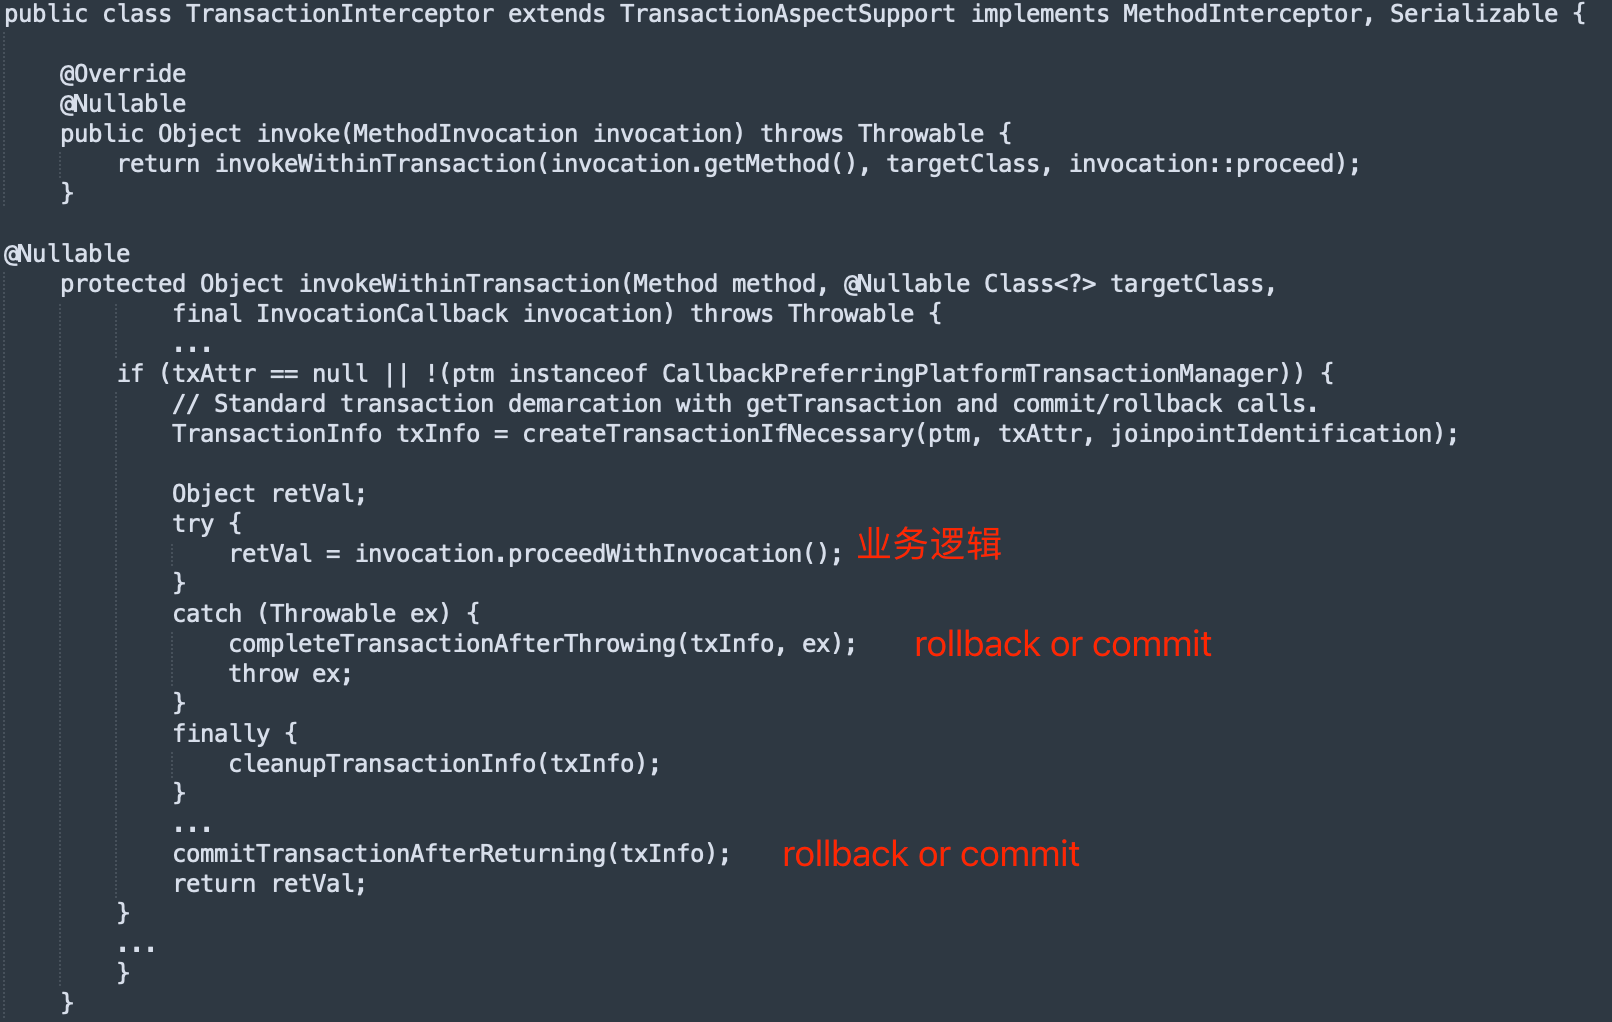 public class TransactionInterceptor extends TransactionAspectSupport implements MethodInterceptor, Serializable {
@Override
@Nullable
public Object invoke(MethodInvocation invocation) throws Throwable {
return invokeWithinTransaction(invocation.getMethod(), targetClass, invocation::proceed);
}
@Nullable
protected Object invokeWithinTransaction(Method method, @Nullable Class<?> targetClass,
final InvocationCallback invocation) throws Throwable {
...
if (txAttr == null || !(ptm instanceof CallbackPreferringPlatformTransactionManager)) {
// Standard transaction demarcation with getTransaction and commit/rollback calls.
TransactionInfo txInfo = createTransactionIfNecessary(ptm, txAttr, joinpointIdentification);
Object retVal;
try {
retVal = invocation.proceedWithInvocation(); 业务逻辑
}
catch (Throwable ex) {
completeTransactionAfterThrowing(txInfo, ex); rollback or commit
throw ex;
}
finally {
cleanupTransactionInfo(txInfo);
}
...
commitTransactionAfterReturning(txInfo); rollback or commit
return retVal;
}
...
}
}